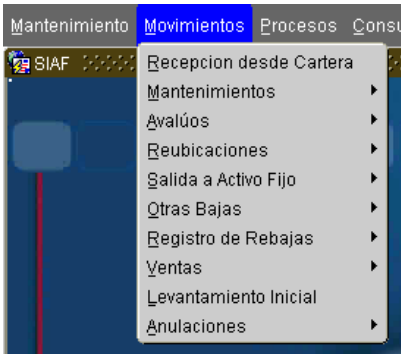 Mantenimiento Movimientos Procesos Consu
SIAF
Recepcion desde Cartera
Mantenimientos
Avalúos
Reubicaciones
Salida a Activo Fijo
Otras Bajas
Registro de Rebajas
Ventas
Levantamiento Inicial
Anulaciones